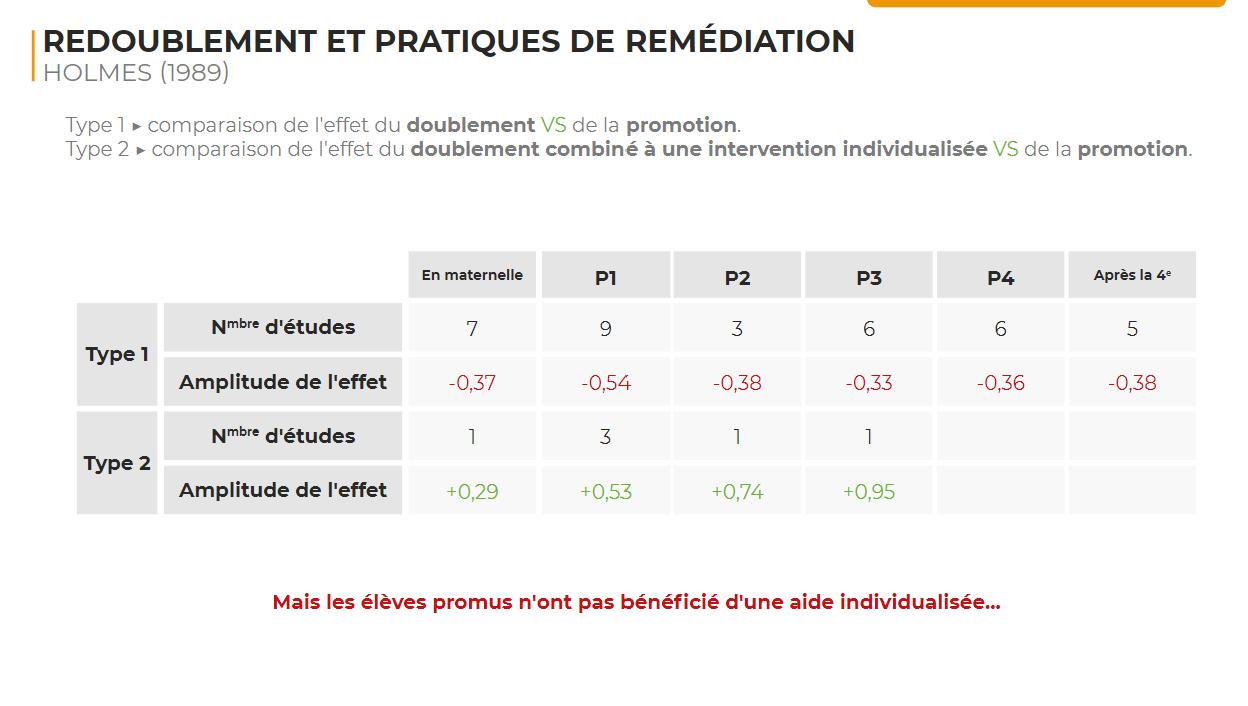 REDOUBLEMENT ET PRATIQUES DE REMÉDIATION
HOLMES (1989)
Type 1 ▸ comparaison de l'effet du doublement VS de la promotion.
Type 2 ▸ comparaison de l'effet du doublement combiné à une intervention individualisée VS de la promotion.
En maternelle P1 P2 P3 P4 Après la 4e
Type 1
Nmbre d'études 7 9 3 6 6 5
Amplitude de l'effet -0,37 -0,54 -0,38 -0,33 -0,36 -0,38
Type 2
Nmbre d'études 1 3 1 1
Amplitude de l'effet +0,29 +0,53 +0,74 +0,95
Mais les élèves promus n'ont pas bénéficié d'une aide individualisée...